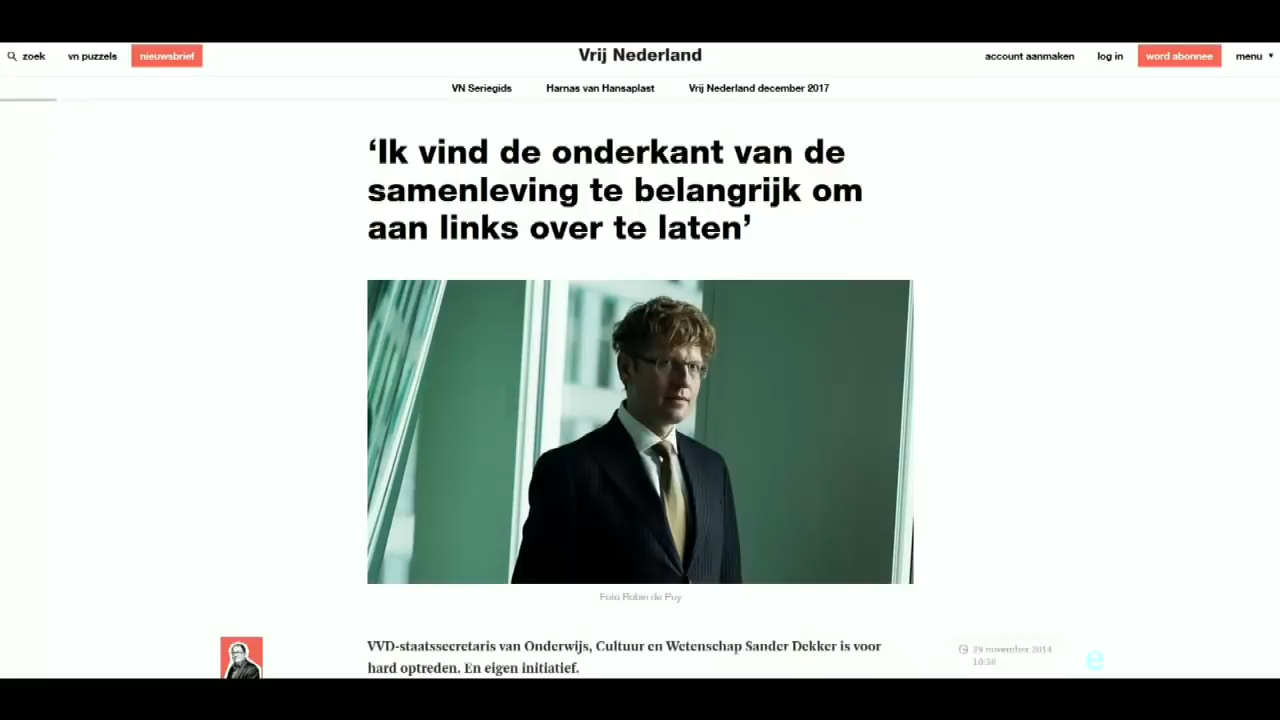 zoek
vn puzzels
nieuwsbrief
Vrij Nederland
account aanmaken
log in
word abonnee
menu
VN Seriegids
Harnas van Hansaplast
Vrij Nederland december 2017
‘Ik vind de onderkant van de
samenleving te belangrijk om
aan links over te laten’
Foto Robin de Puy
VVD-staatssecretaris van Onderwijs, Cultuur en Wetenschap Sander Dekker is voor
hard optreden. En eigen initiatief.
29 november 2014